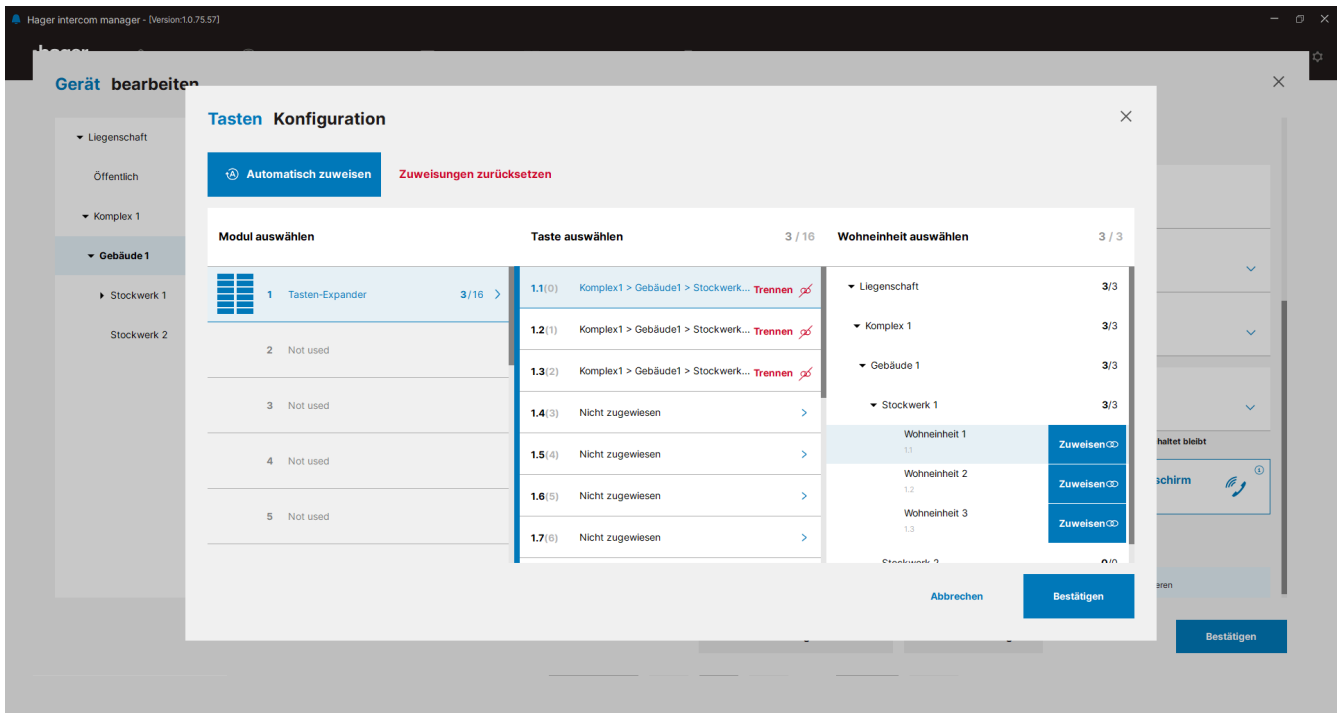 Hager intercom manager - [Version:1.0.75.57]
Gerät bearbeiten
Liegenschaft
Öffentlich
Komplex 1
Gebäude 1
Stockwerk 1
Stockwerk 2
Tasten Konfiguration
Automatisch zuweisen Zuweisungen zurücksetzen
Modul auswählen
1 Tasten-Expander 3/16
2 Not used
3 Not used
4 Not used
5 Not used
Taste auswählen 3 / 16
1.1(0) Komplex1 > Gebäude1 > Stockwerk... Trennen
1.2(1) Komplex1 > Gebäude1 > Stockwerk... Trennen
1.3(2) Komplex1 > Gebäude1 > Stockwerk... Trennen
1.4(3) Nicht zugewiesen
1.5(4) Nicht zugewiesen
1.6(5) Nicht zugewiesen
1.7(6) Nicht zugewiesen
Wohneinheit auswählen 3 / 3
Liegenschaft 3/3
Komplex 1 3/3
Gebäude 1 3/3
Stockwerk 1 3/3
Wohneinheit 1 Zuweisen
1.1
Wohneinheit 2 Zuweisen
1.2
Wohneinheit 3 Zuweisen
1.3
Stockwerk 2 0/0
Abbrechen Bestätigen
haltet bleibt
schirm
eren
Bestätigen